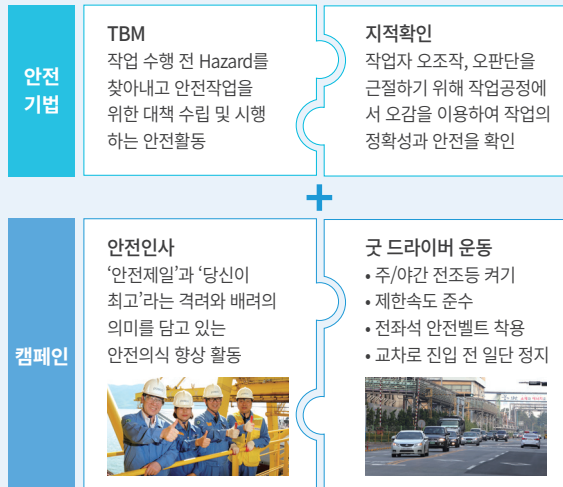 안전
기법
TBM
작업 수행 전 Hazard를
찾아내고 안전작업을
위한 대책 수립 및 시행
하는 안전활동
지적확인
작업자 오조작, 오판단을
근절하기 위해 작업공정에
서 오감을 이용하여 작업의
정확성과 안전을 확인
+
캠페인
안전인사
‘안전제일’과 ‘당신이
최고’라는 격려와 배려의
의미를 담고 있는
안전의식 향상 활동
굿 드라이버 운동
• 주/야간 전조등 켜기
• 제한속도 준수
• 전좌석 안전벨트 착용
• 교차로 진입 전 일단 정지